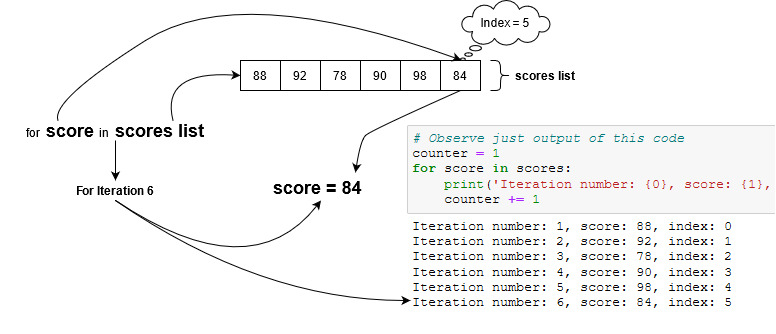 Index = 5
88 92 78 90 98 84
scores list
for score in scores list
For Iteration 6
score = 84
# Observe just output of this code
counter = 1
for score in scores:
print('Iteration number: {0}, score: {1},
counter += 1
Iteration number: 1, score: 88, index: 0
Iteration number: 2, score: 92, index: 1
Iteration number: 3, score: 78, index: 2
Iteration number: 4, score: 90, index: 3
Iteration number: 5, score: 98, index: 4
Iteration number: 6, score: 84, index: 5